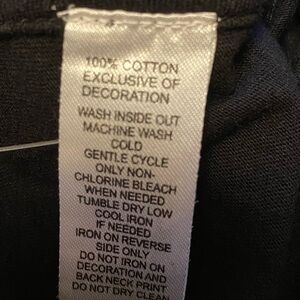 100% COTTON
EXCLUSIVE OF
DECORATION
WASH INSIDE OUT
MACHINE WASH
COLD
GENTLE CYCLE
ONLY NON-
CHLORINE BLEACH
WHEN NEEDED
TUMBLE DRY LOW
COOL IRON
IF NEEDED
IRON ON REVERSE
SIDE ONLY
DO NOT IRON ON
DECORATION AND
BACK NECK PRINT
DO NOT DRY CLEAN